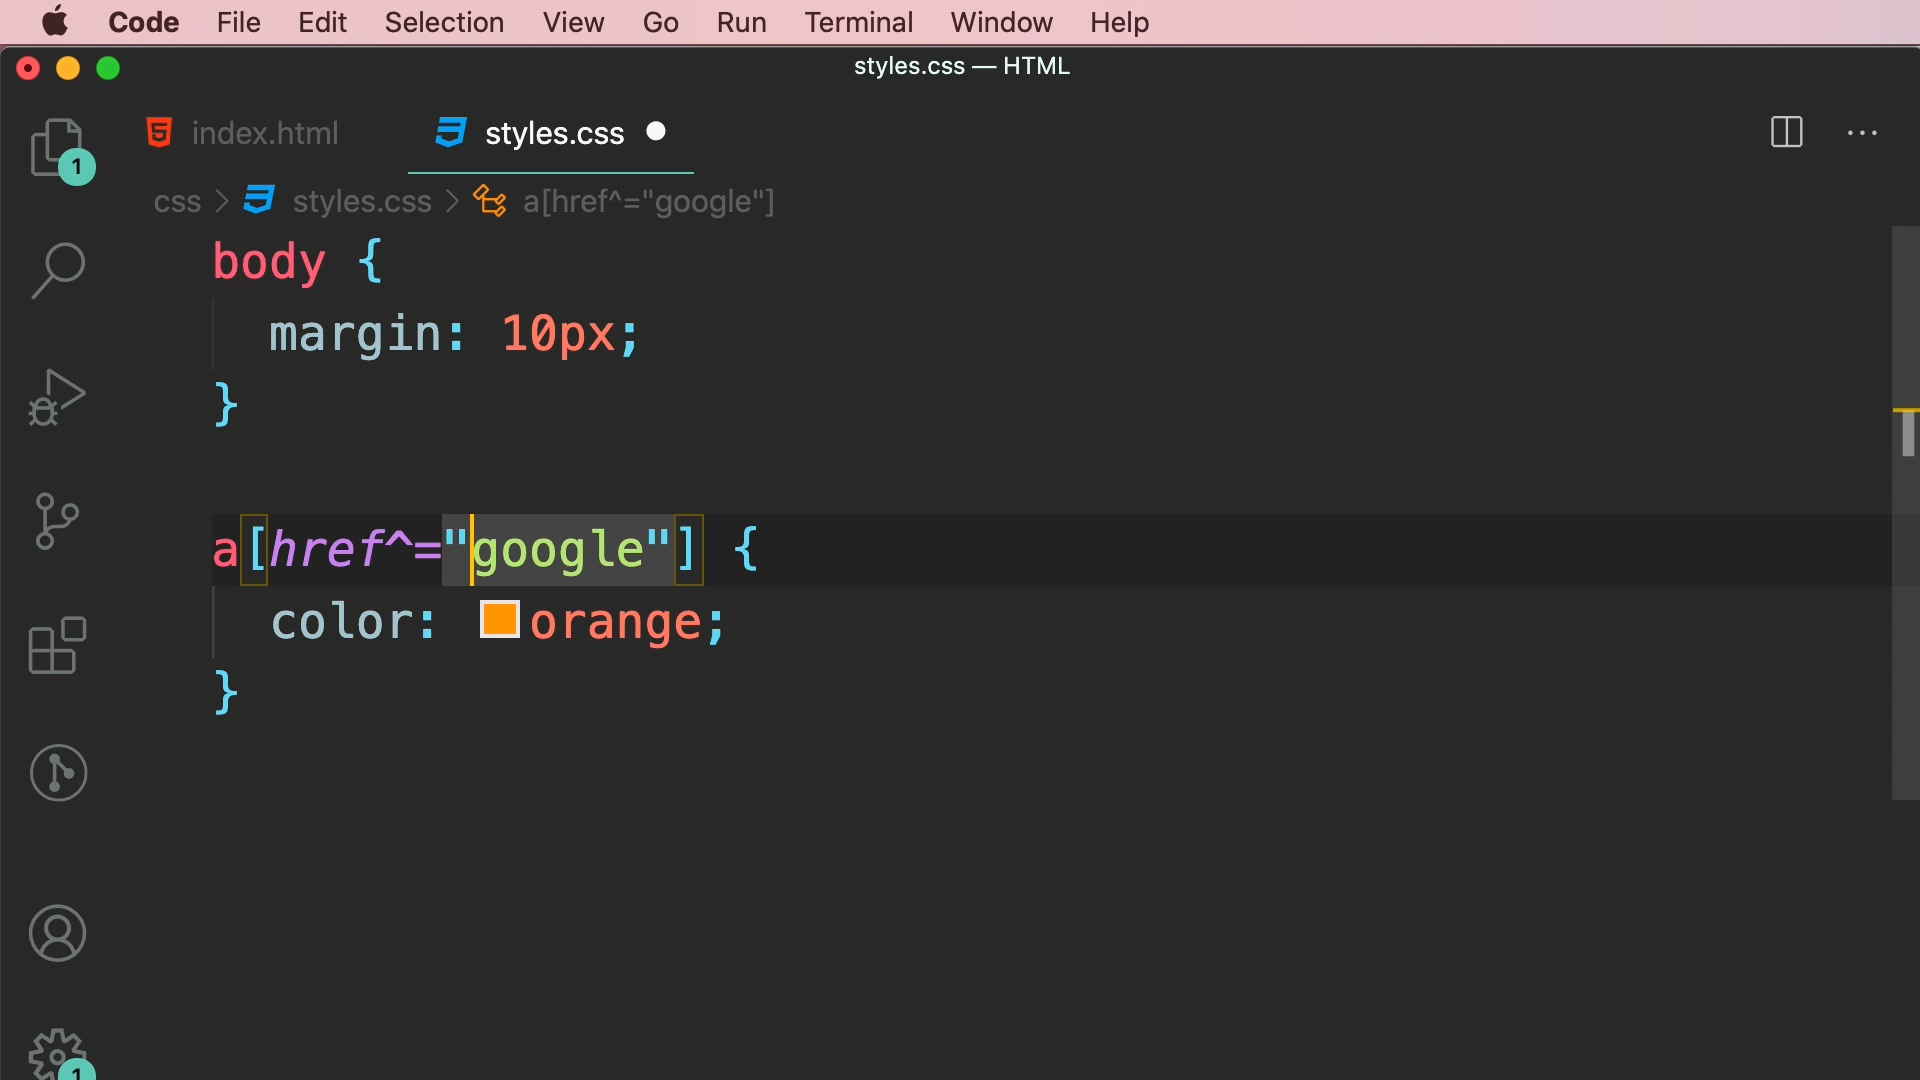 Code File Edit Selection View Go Run Terminal Window Help
styles.css — HTML
index.html styles.css
1
css > styles.css > a[href^="google"]
body {
margin: 10px;
}
a[href^="google"] {
color: orange;
}
1